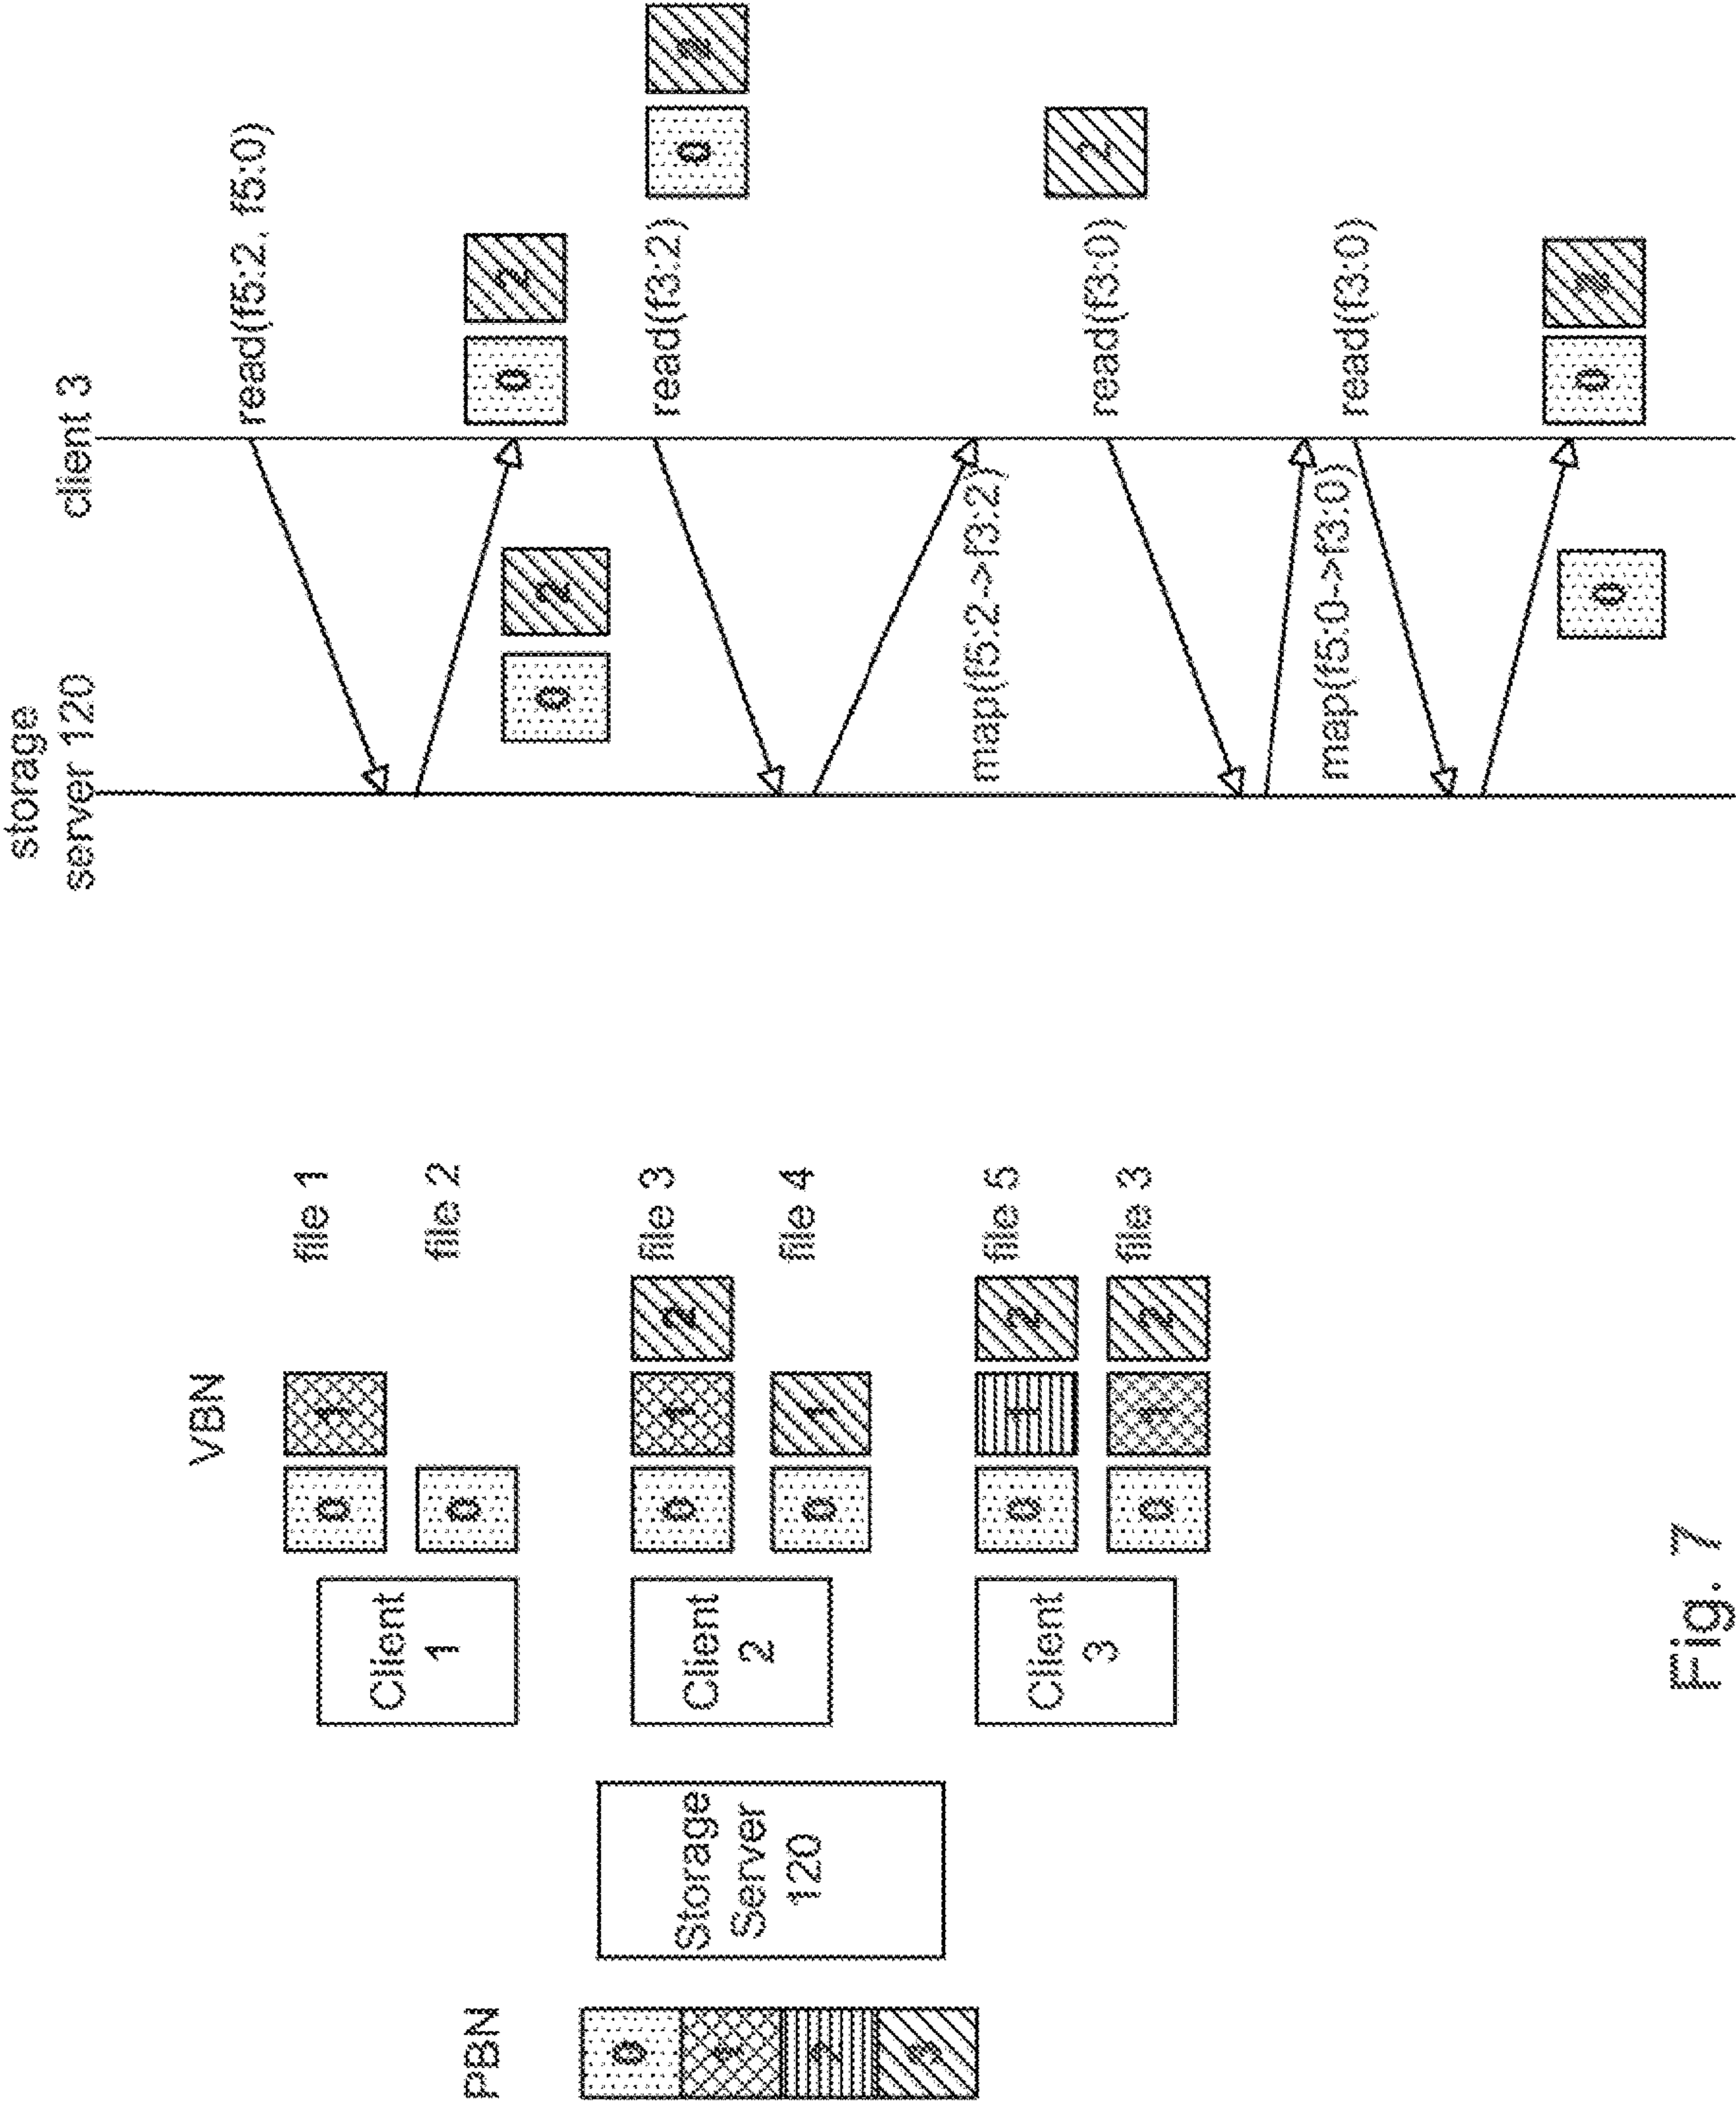 PBN
0
1
2
3
Storage
Server
120
VBN
Client
1
0 1 file 1
0 file 2
Client
2
0 1 2 file 3
0 1 file 4
Client
3
0 1 2 file 5
0 1 2 file 3
storage
server 120
client 3
read(f5:2, f5:0)
0 2
0 2
read(f3:2)
0 2
map(f5:2->f3:2)
read(f3:0)
2
map(f5:0->f3:0)
read(f3:0)
0
0
Fig. 7